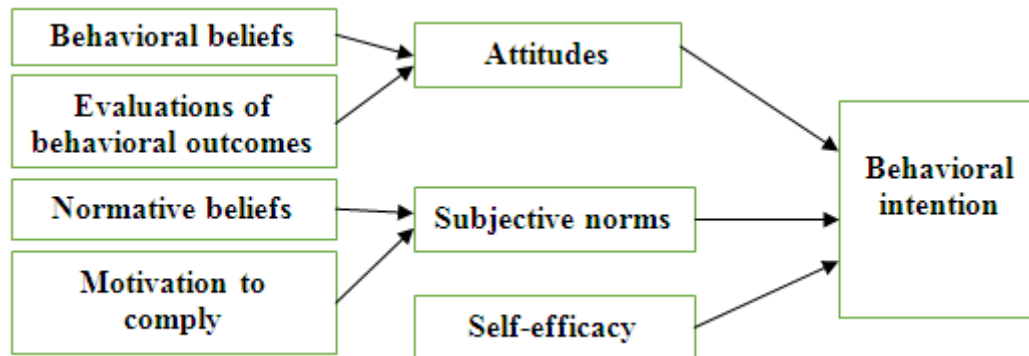 Behavioral beliefs
Evaluations of
behavioral outcomes
Normative beliefs
Motivation to
comply
Attitudes
Subjective norms
Self-efficacy
Behavioral
intention